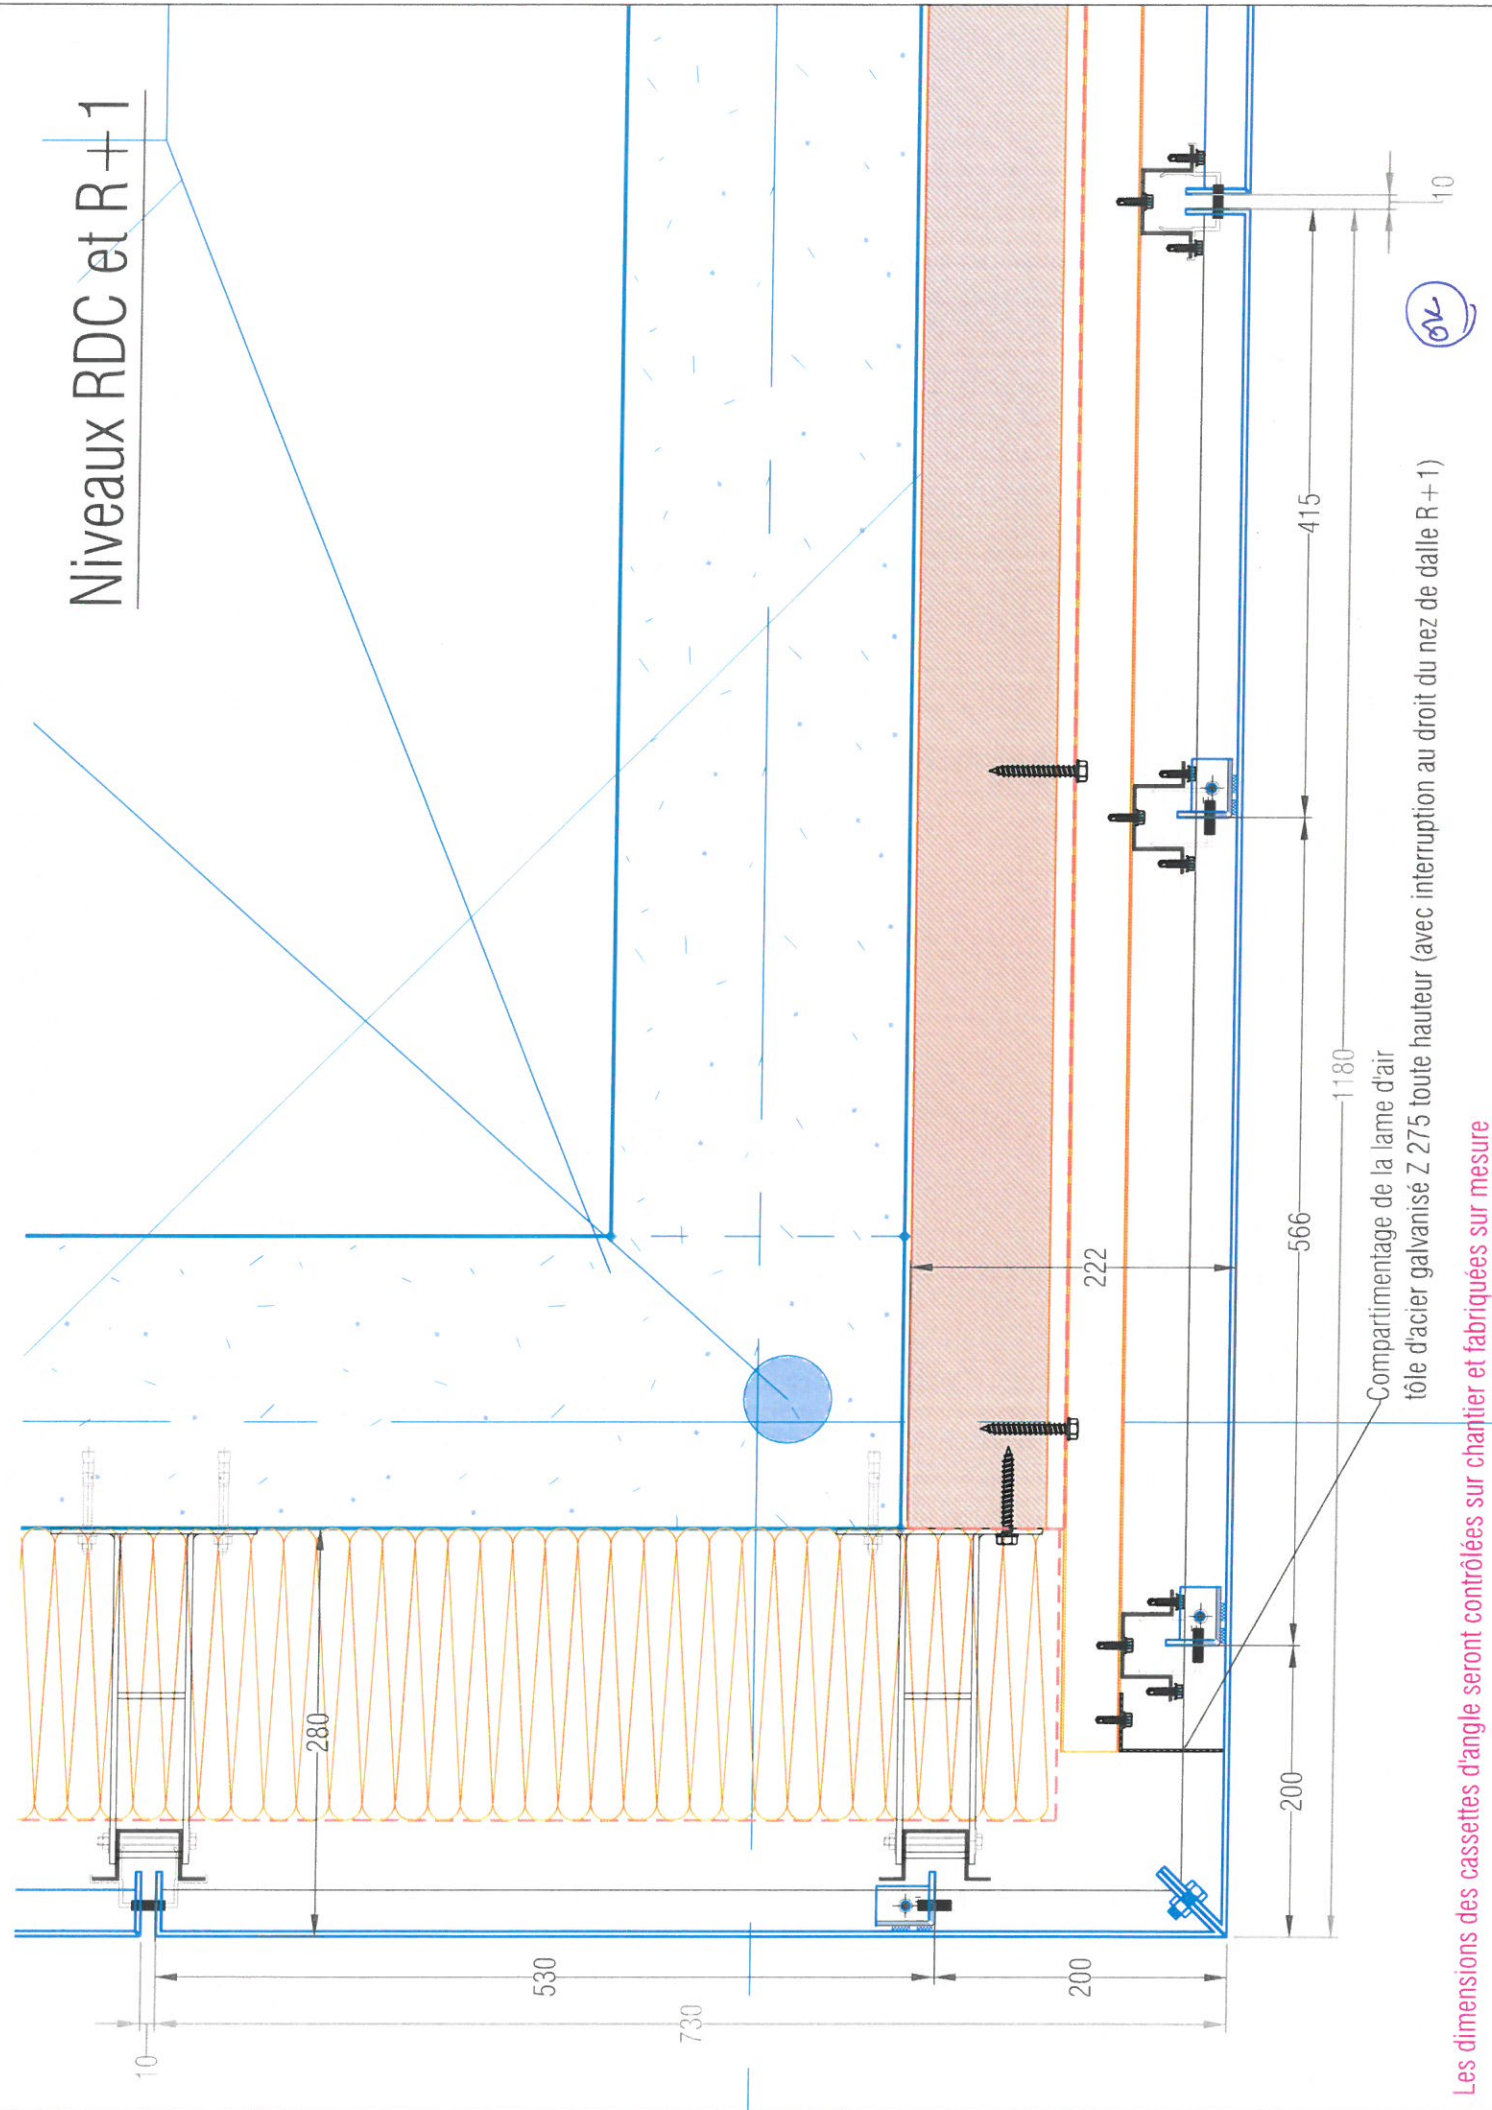 Niveaux RDC et R+1
10
415
OK
222
1180
566
280
200
530
200
730
10
Compartimentage de la lame d'air
tôle d'acier galvanisé Z 275 toute hauteur (avec interruption au droit du nez de dalle R+1)
Les dimensions des cassettes d'angle seront contrôlées sur chantier et fabriquées sur mesure